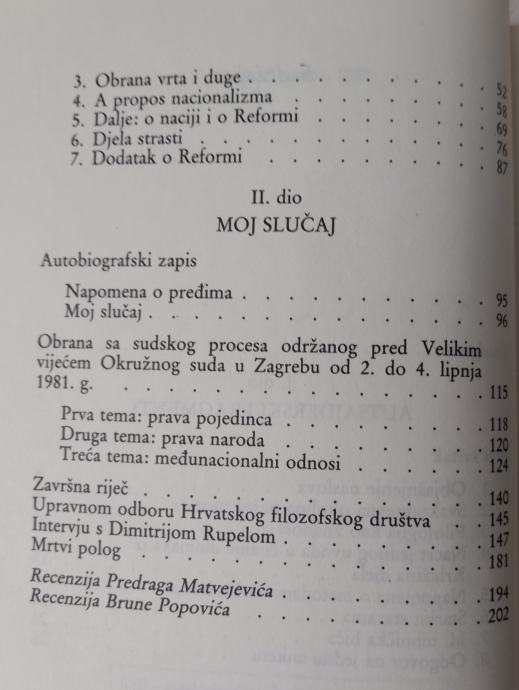 3. Obrana vrta i duge . . . . . . . . . . . 52
4. A propos nacionalizma . . . . . . . . . 58
5. Dalje: o naciji i o Reformi . . . . . . . 69
6. Djela strasti . . . . . . . . . . . . . 76
7. Dodatak o Reformi . . . . . . . . . . 87
II. dio
MOJ SLUČAJ
Autobiografski zapis
Napomena o pređima . . . . . . . . . . . 95
Moj slučaj . . . . . . . . . . . . . . . 96
Obrana sa sudskog procesa održanog pred Velikim
vijećem Okružnog suda u Zagrebu od 2. do 4. lipnja
1981. g. . . . . . . . . . . . . . . . . 115
Prva tema: prava pojedinca . . . . . . . . 118
Druga tema: prava naroda . . . . . . . . 120
Treća tema: međunacionalni odnosi . . . . . 124
Završna riječ . . . . . . . . . . . . . . 140
Upravnom odboru Hrvatskog filozofskog društva . . 145
Intervju s Dimitrijom Rupelom . . . . . . . . 147
Mrtvi polog . . . . . . . . . . . . . . . 181
Recenzija Predraga Matvejevića . . . . . . . . 194
Recenzija Brune Popovića . . . . . . . . . 202